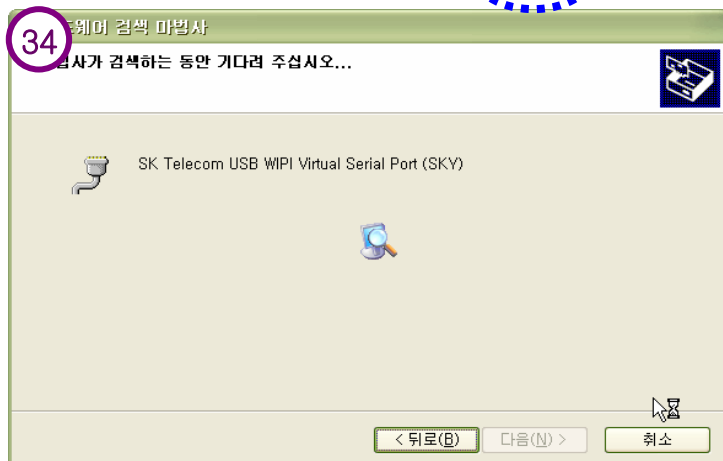 34
웨어 검색 마법사
법사가 검색하는 동안 기다려 주십시오...
SK Telecom USB WIPI Virtual Serial Port (SKY)
< 뒤로(B)
다음(N) >
취소